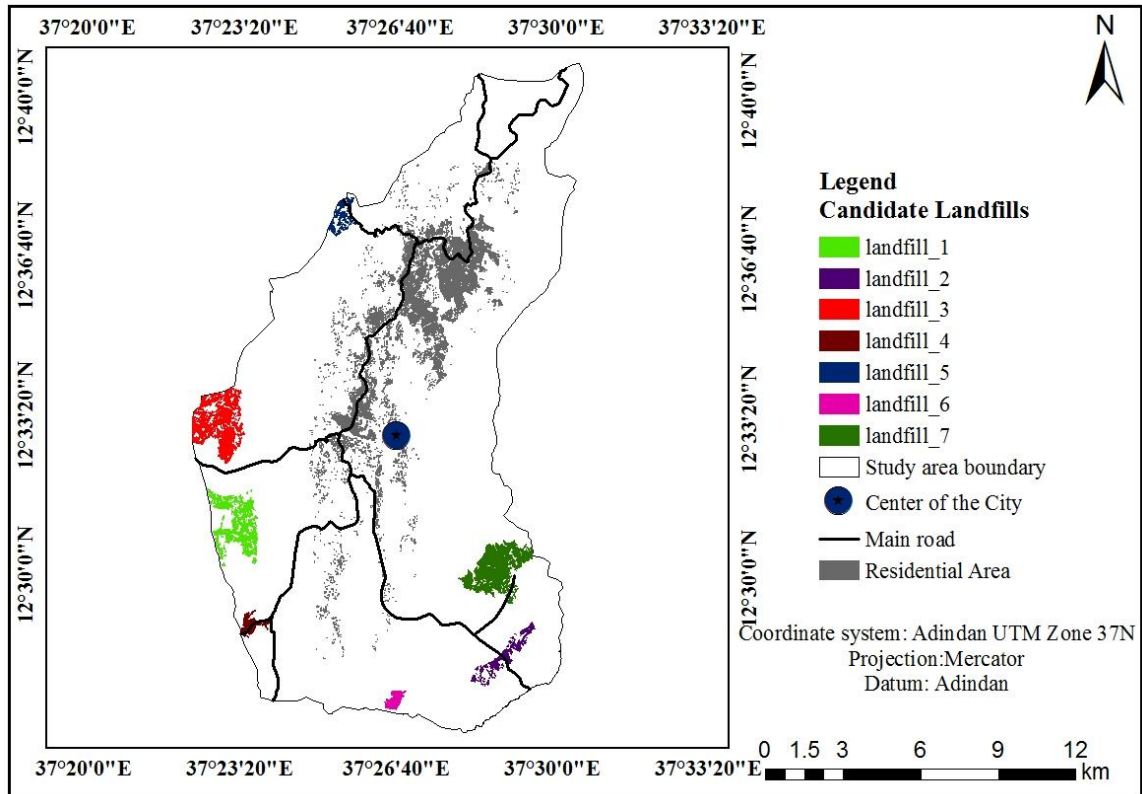 37°20'0"E 37°23'20"E 37°26'40"E 37°30'0"E 37°33'20"E
N
12°40'0"N
12°36'40"N
12°33'20"N
12°30'0"N
12°40'0"N
12°36'40"N
12°33'20"N
12°30'0"N
Legend
Candidate Landfills
landfill_1
landfill_2
landfill_3
landfill_4
landfill_5
landfill_6
landfill_7
Study area boundary
Center of the City
Main road
Residential Area
Coordinate system: Adindan UTM Zone 37N
Projection:Mercator
Datum: Adindan
0 1.5 3 6 9 12
km
37°20'0"E 37°23'20"E 37°26'40"E 37°30'0"E 37°33'20"E